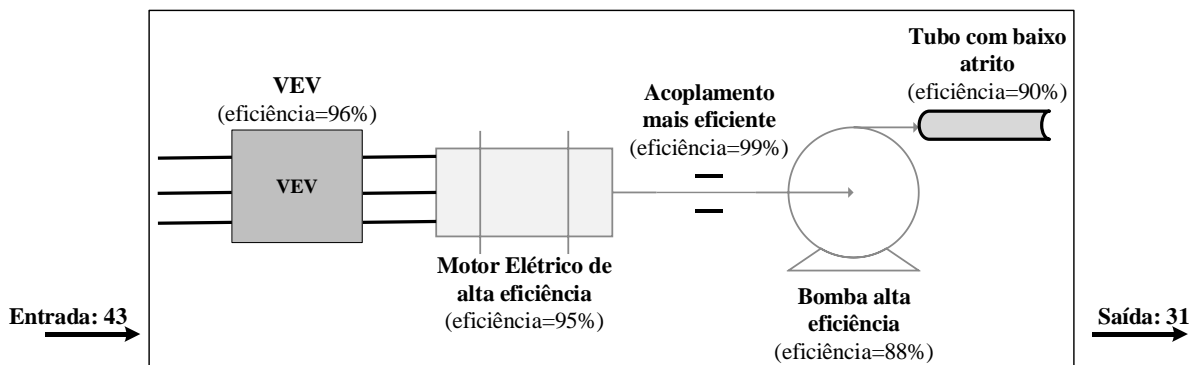 VEV
(eficiência=96%)
VEV
Motor Elétrico de
alta eficiência
(eficiência=95%)
Acoplamento
mais eficiente
(eficiência=99%)
Tubo com baixo
atrito
(eficiência=90%)
Bomba alta
eficiência
(eficiência=88%)
Entrada: 43
Saída: 31